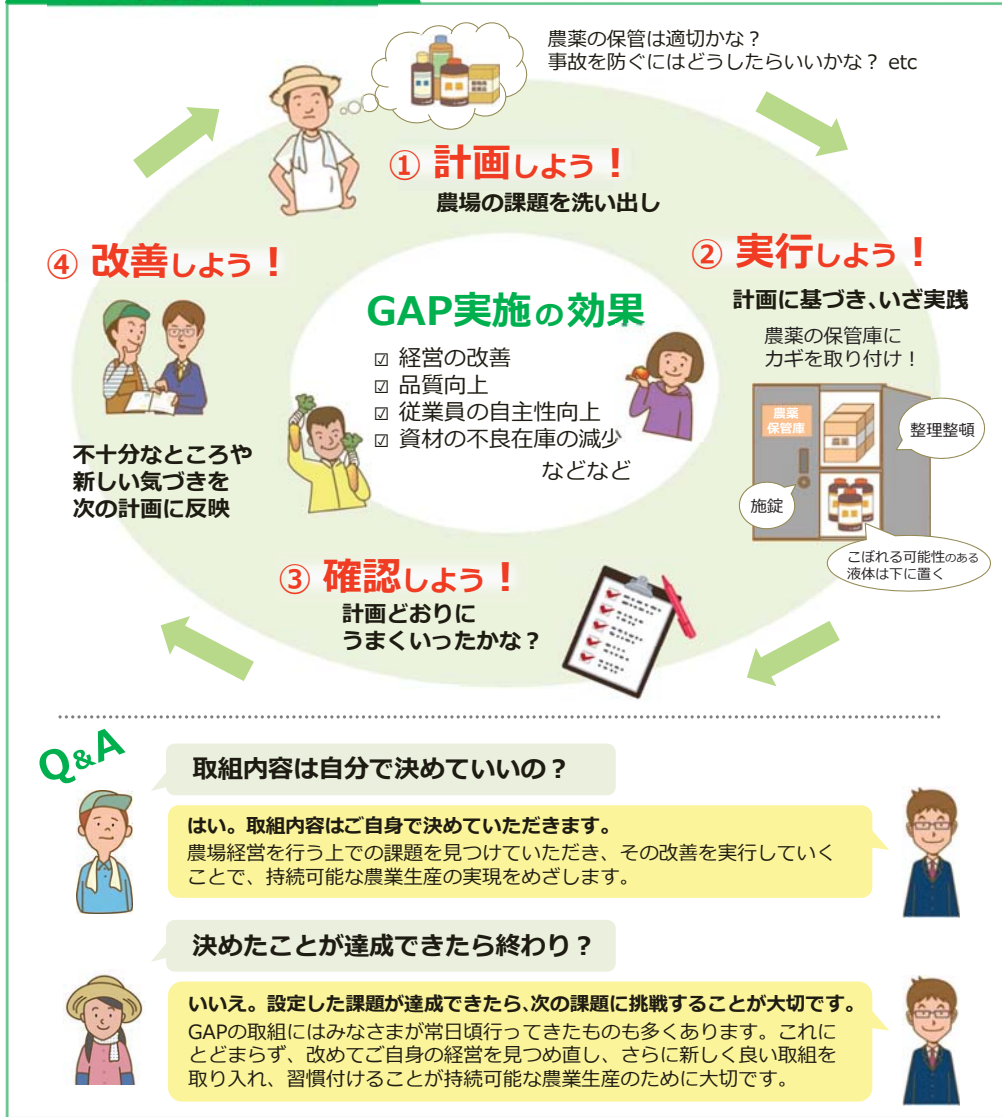 農薬の保管は適切かな？
事故を防ぐにはどうしたらいいかな？ etc
① 計画しよう！
農場の課題を洗い出し
② 実行しよう！
計画に基づき、いざ実践
農薬の保管庫に
カギを取り付け！
農薬
保管庫
農薬
整理整頓
施錠
こぼれる可能性のある
液体は下に置く
③ 確認しよう！
計画どおりに
うまくいったかな？
④ 改善しよう！
不十分なところや
新しい気づきを
次の計画に反映
GAP実施の効果
☑ 経営の改善
☑ 品質向上
☑ 従業員の自主性向上
☑ 資材の不良在庫の減少
などなど
Q&A
取組内容は自分で決めていいの？
はい。取組内容はご自身で決めていただきます。
農場経営を行う上での課題を見つけていただき、その改善を実行していく
ことで、持続可能な農業生産の実現をめざします。
決めたことが達成できたら終わり？
いいえ。設定した課題が達成できたら、次の課題に挑戦することが大切です。
GAPの取組にはみなさまが常日頃行ってきたものも多くあります。これに
とどまらず、改めてご自身の経営を見つめ直し、さらに新しく良い取組を
取り入れ、習慣付けることが持続可能な農業生産のために大切です。